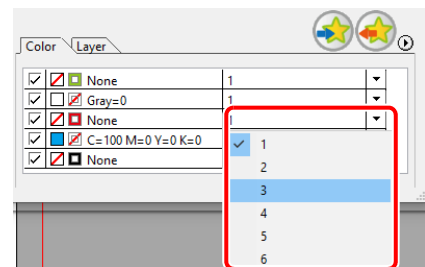 Color Layer
None 1
Gray=0 1
None 1
C=100 M=0 Y=0 K=0
None
1
2
3
4
5
6